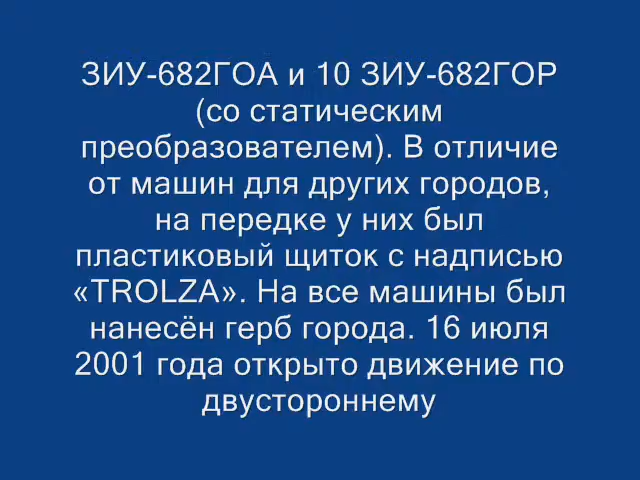 ЗИУ-682ГОА и 10 ЗИУ-682ГОР
(со статическим
преобразователем). В отличие
от машин для других городов,
на передке у них был
пластиковый щиток с надписью
«TROLZA». На все машины был
нанесён герб города. 16 июля
2001 года открыто движение по
двустороннему